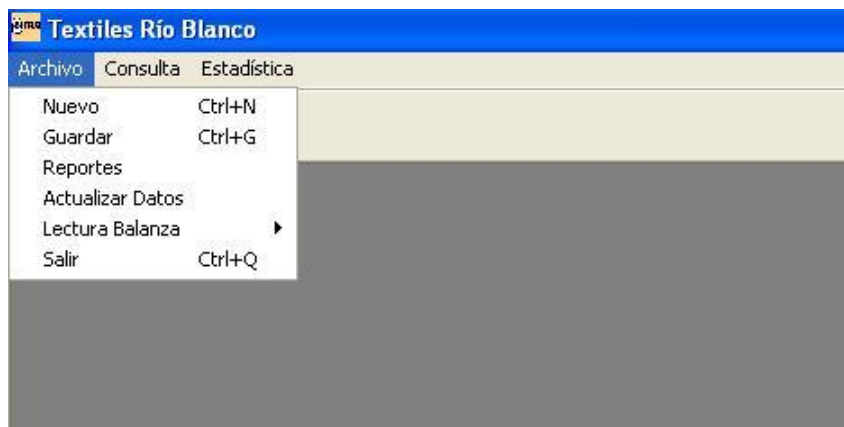 Textiles Río Blanco
Archivo Consulta Estadística
Nuevo Ctrl+N
Guardar Ctrl+G
Reportes
Actualizar Datos
Lectura Balanza
Salir Ctrl+Q